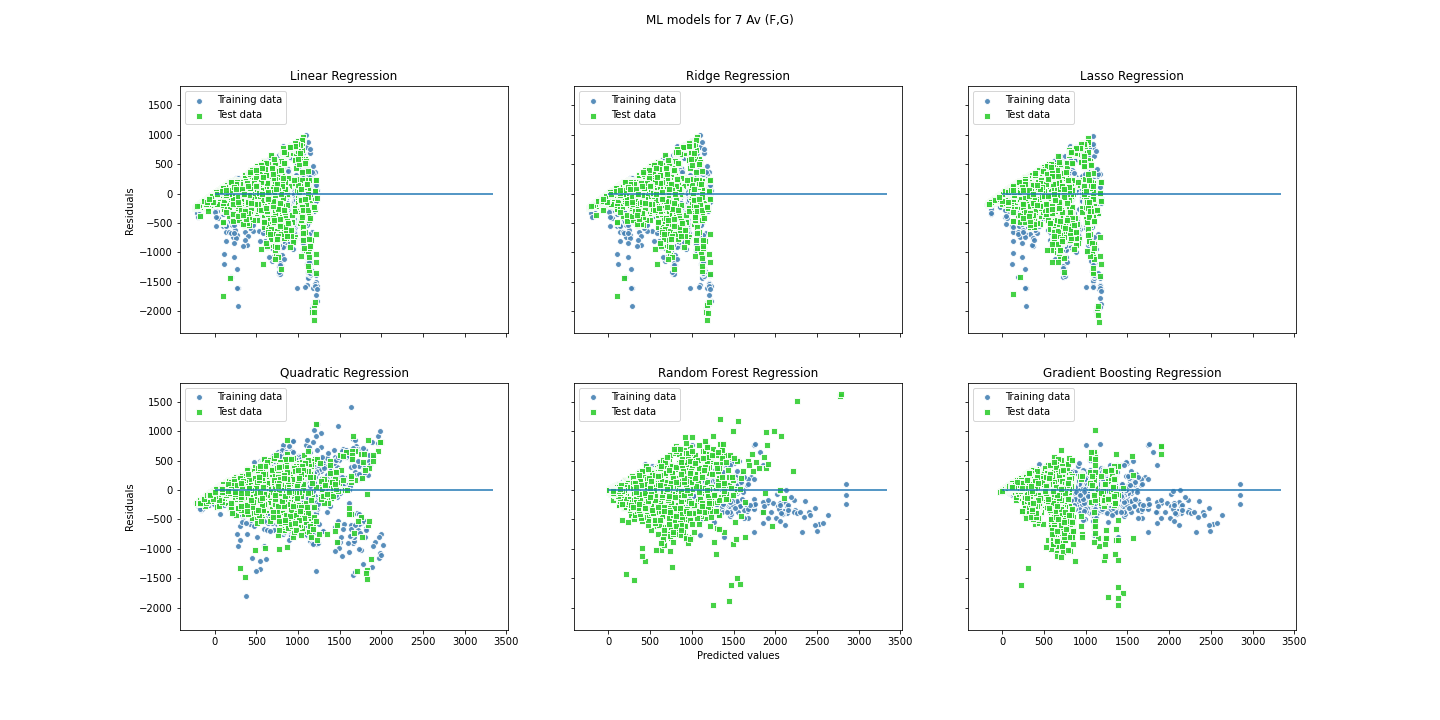 ML models for 7 Av (F,G)
Linear Regression
Training data
Test data
1500
1000
500
0
−500
−1000
−1500
−2000
Residuals
Ridge Regression
Training data
Test data
Lasso Regression
Training data
Test data
Quadratic Regression
Training data
Test data
1500
1000
500
0
−500
−1000
−1500
−2000
Residuals
0 500 1000 1500 2000 2500 3000 3500
Random Forest Regression
Training data
Test data
0 500 1000 1500 2000 2500 3000 3500
Predicted values
Gradient Boosting Regression
Training data
Test data
0 500 1000 1500 2000 2500 3000 3500